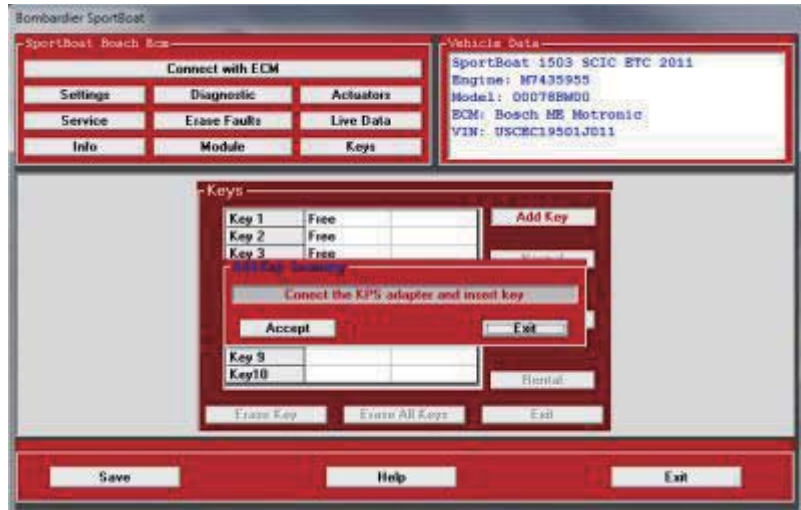 Bombardier SportBoat
SportBoat Bosch Ecm
Vehicle Data
Connect with ECM
Settings Diagnostic Actuators
Service Erase Faults Live Data
Info Module Keys
SportBoat 1503 SCIC ETC 2011
Engine: M7435955
Model: 00078BW00
ECM: Bosch ME Motronic
VIN: USCEC19501J011
Keys
Key 1 Free
Key 2 Free
Key 3 Free
Add Key
Conect the KPS adapter and insert key
Accept Exit
Key 9
Key10
Rental
Erase Key Erase All Keys Exit
Save Help Exit